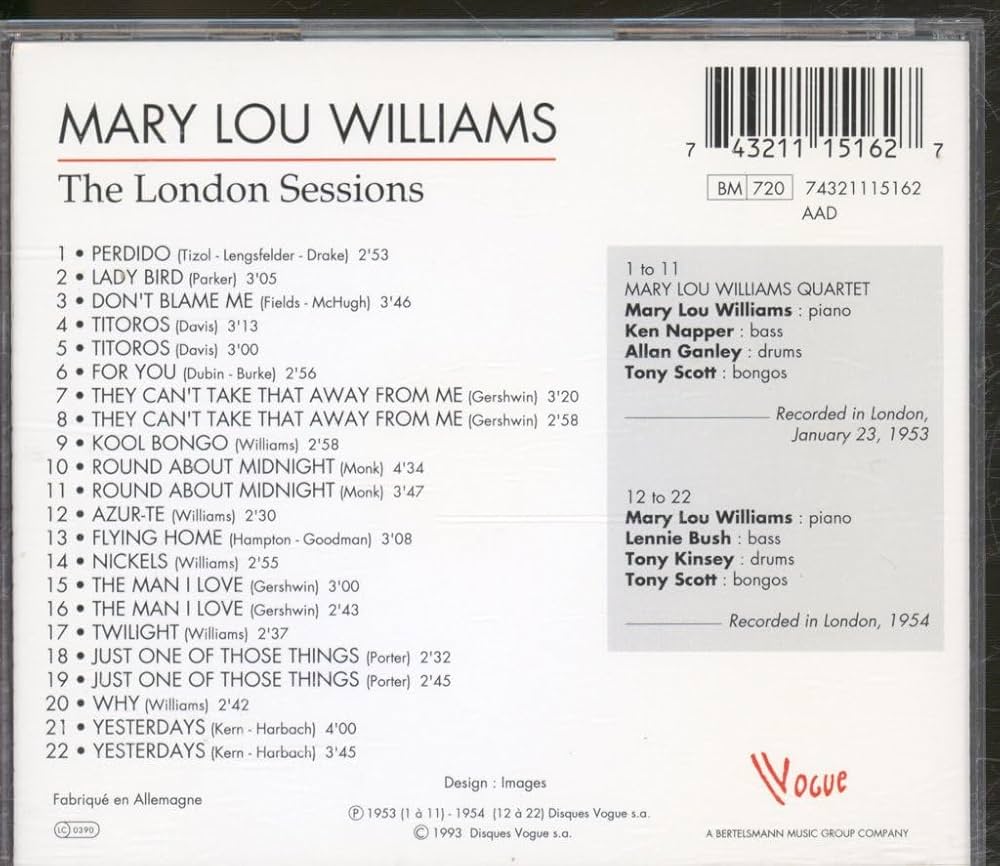 MARY LOU WILLIAMS
The London Sessions
7 43211 15162 7
BM 720 74321115162
AAD
1 • PERDIDO (Tizol - Lengsfelder - Drake) 2'53
2 • LADY BIRD (Parker) 3'05
3 • DON'T BLAME ME (Fields - McHugh) 3'46
4 • TITOROS (Davis) 3'13
5 • TITOROS (Davis) 3'00
6 • FOR YOU (Dubin - Burke) 2'56
7 • THEY CAN'T TAKE THAT AWAY FROM ME (Gershwin) 3'20
8 • THEY CAN'T TAKE THAT AWAY FROM ME (Gershwin) 2'58
9 • KOOL BONGO (Williams) 2'58
10 • ROUND ABOUT MIDNIGHT (Monk) 4'34
11 • ROUND ABOUT MIDNIGHT (Monk) 3'47
12 • AZUR-TE (Williams) 2'30
13 • FLYING HOME (Hampton - Goodman) 3'08
14 • NICKELS (Williams) 2'55
15 • THE MAN I LOVE (Gershwin) 3'00
16 • THE MAN I LOVE (Gershwin) 2'43
17 • TWILIGHT (Williams) 2'37
18 • JUST ONE OF THOSE THINGS (Porter) 2'32
19 • JUST ONE OF THOSE THINGS (Porter) 2'45
20 • WHY (Williams) 2'42
21 • YESTERDAYS (Kern - Harbach) 4'00
22 • YESTERDAYS (Kern - Harbach) 3'45
1 to 11
MARY LOU WILLIAMS QUARTET
Mary Lou Williams : piano
Ken Napper : bass
Allan Ganley : drums
Tony Scott : bongos
Recorded in London,
January 23, 1953
12 to 22
Mary Lou Williams : piano
Lennie Bush : bass
Tony Kinsey : drums
Tony Scott : bongos
Recorded in London, 1954
Design : Images
Fabriqué en Allemagne
LC 0390
Ⓟ 1953 (1 à 11) - 1954 (12 à 22) Disques Vogue s.a.
© 1993 Disques Vogue s.a.
VOGUE
A BERTELSMANN MUSIC GROUP COMPANY